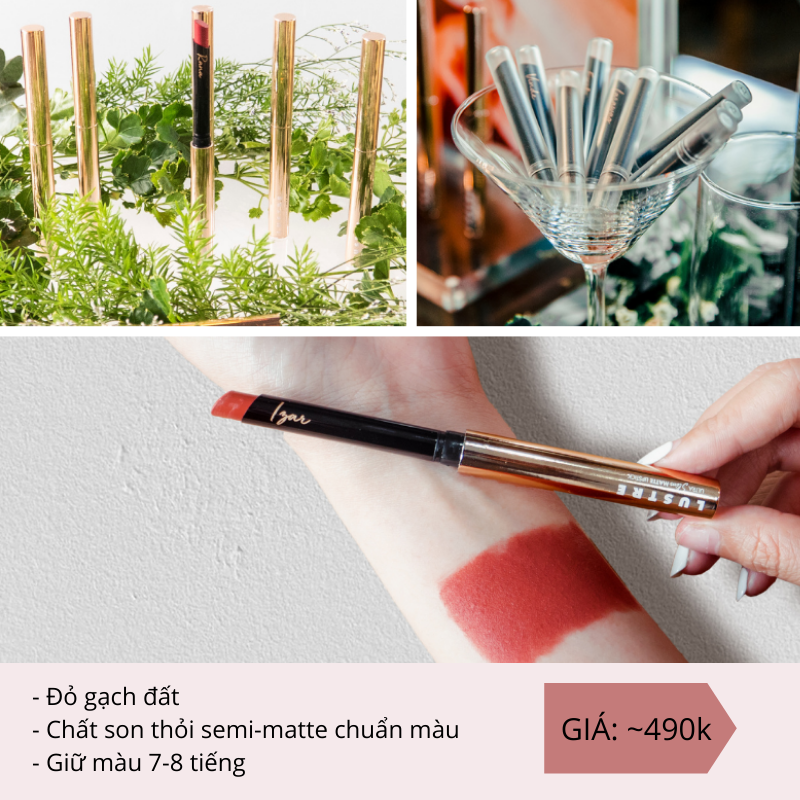 Rana
Izar
LUSTRE
- Đỏ gạch đất
- Chất son thỏi semi-matte chuẩn màu
- Giữ màu 7-8 tiếng
GIÁ: ~490k